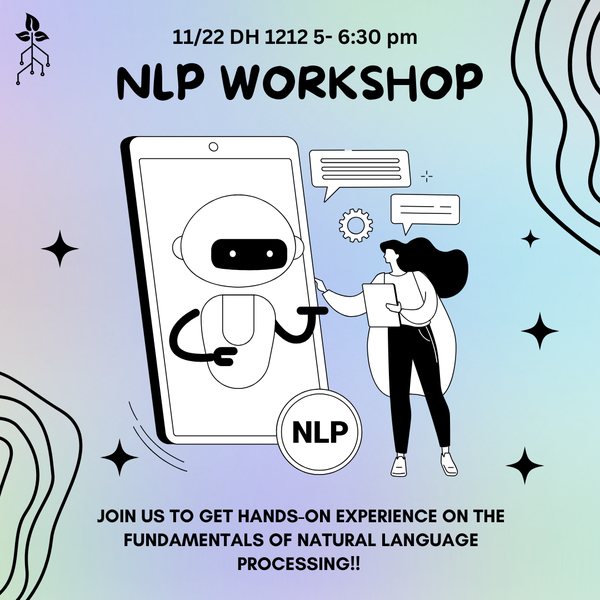 11/22 DH 1212 5- 6:30 pm
NLP WORKSHOP
NLP
JOIN US TO GET HANDS-ON EXPERIENCE ON THE
FUNDAMENTALS OF NATURAL LANGUAGE
PROCESSING!!